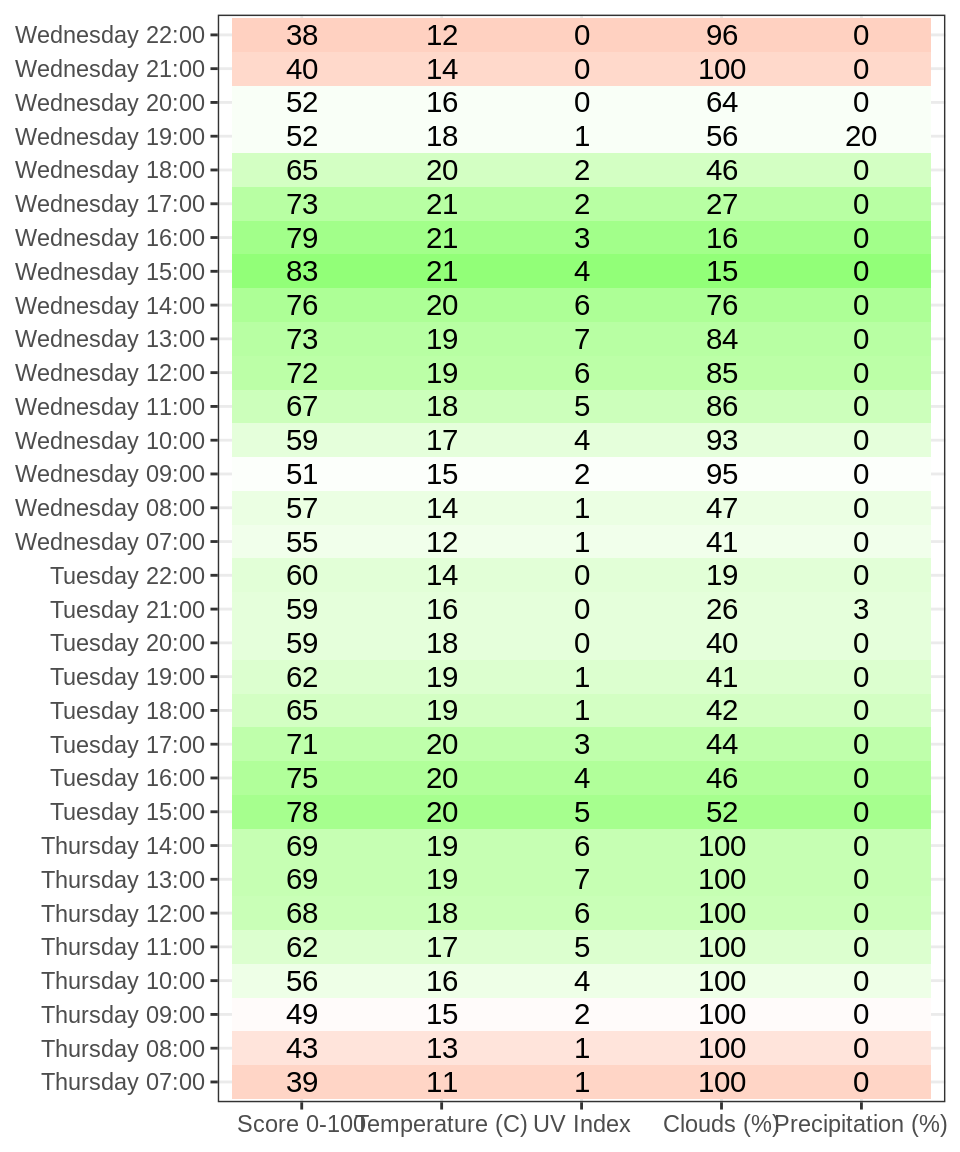 Wednesday 22:00 38 12 0 96 0
Wednesday 21:00 40 14 0 100 0
Wednesday 20:00 52 16 0 64 0
Wednesday 19:00 52 18 1 56 20
Wednesday 18:00 65 20 2 46 0
Wednesday 17:00 73 21 2 27 0
Wednesday 16:00 79 21 3 16 0
Wednesday 15:00 83 21 4 15 0
Wednesday 14:00 76 20 6 76 0
Wednesday 13:00 73 19 7 84 0
Wednesday 12:00 72 19 6 85 0
Wednesday 11:00 67 18 5 86 0
Wednesday 10:00 59 17 4 93 0
Wednesday 09:00 51 15 2 95 0
Wednesday 08:00 57 14 1 47 0
Wednesday 07:00 55 12 1 41 0
Tuesday 22:00 60 14 0 19 0
Tuesday 21:00 59 16 0 26 3
Tuesday 20:00 59 18 0 40 0
Tuesday 19:00 62 19 1 41 0
Tuesday 18:00 65 19 1 42 0
Tuesday 17:00 71 20 3 44 0
Tuesday 16:00 75 20 4 46 0
Tuesday 15:00 78 20 5 52 0
Thursday 14:00 69 19 6 100 0
Thursday 13:00 69 19 7 100 0
Thursday 12:00 68 18 6 100 0
Thursday 11:00 62 17 5 100 0
Thursday 10:00 56 16 4 100 0
Thursday 09:00 49 15 2 100 0
Thursday 08:00 43 13 1 100 0
Thursday 07:00 39 11 1 100 0
Score 0-100 Temperature (C) UV Index Clouds (%) Precipitation (%)